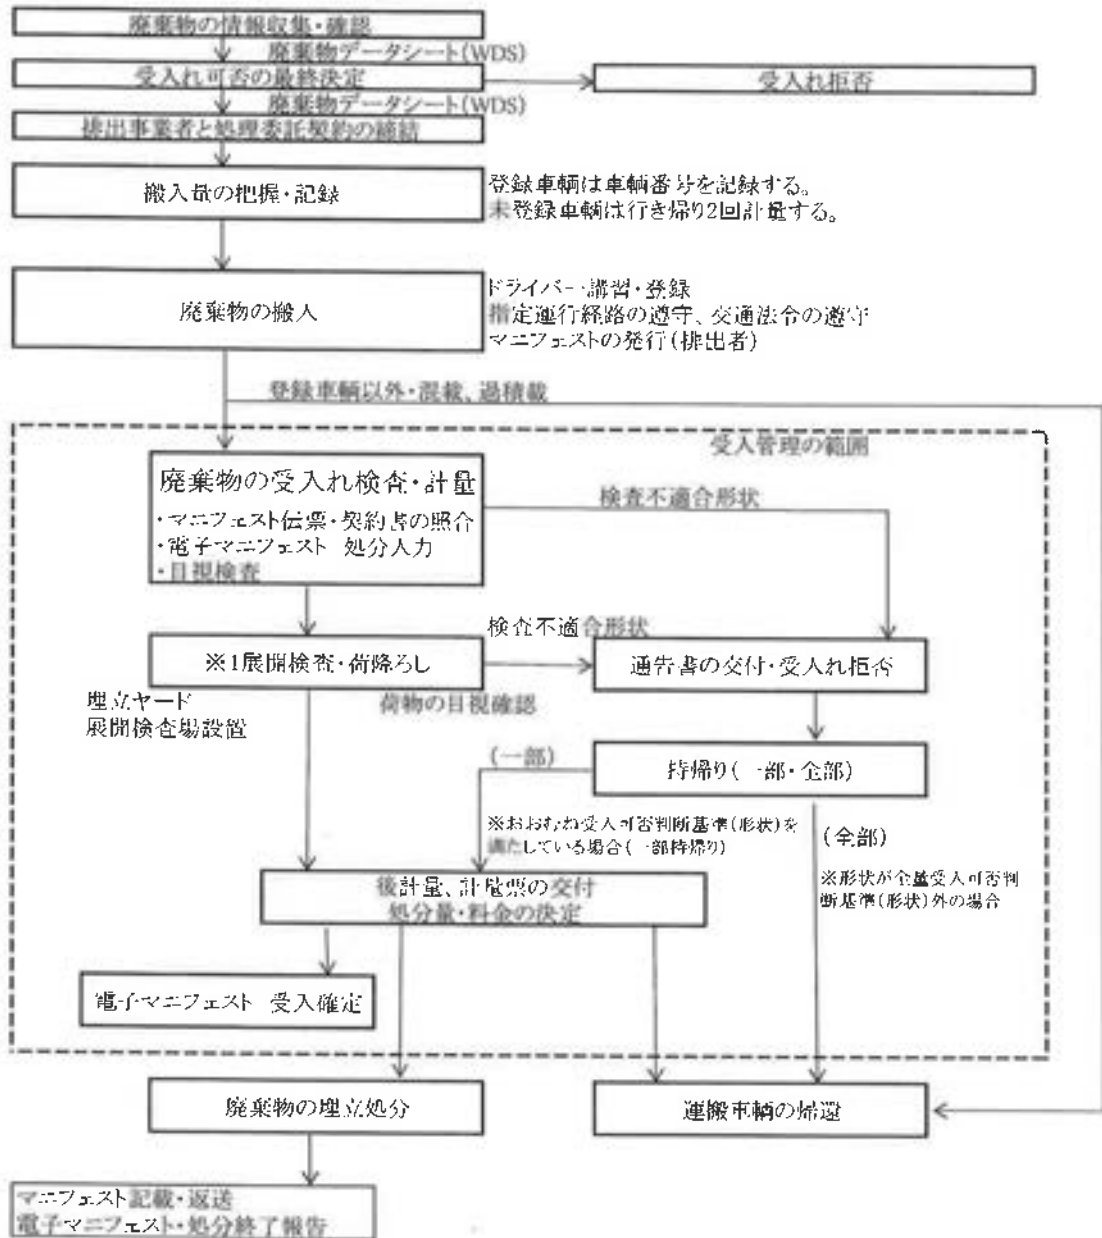 廃棄物の情報収集・確認
廃棄物データシート(WDS)
受入れ可否の最終決定
受入れ拒否
廃棄物データシート(WDS)
排出事業者と処理委託契約の締結
搬入量の把握・記録
登録車輌は車輌番号を記録する。
未登録車輌は行き帰り2回計量する。
廃棄物の搬入
ドライバー講習・登録
指定運行経路の遵守、交通法令の遵守
マニフェストの発行(排出者)
登録車輌以外・混載、過積載
受入管理の範囲
廃棄物の受入れ検査・計量
・マニフェスト伝票・契約書の照合
・電子マニフェスト 処分入力
・目視検査
検査不適合形状
検査不適合形状
※1展開検査・荷降ろし
通告書の交付・受入れ拒否
埋立ヤード
展開検査場設置
荷物の目視確認
(一部)
持帰り(一部・全部)
※おおむね受入可否判断基準(形状)を
満たしている場合(一部持帰り)
(全部)
※形状が全量受入可否判
断基準(形状)外の場合
後計量、計量票の交付
処分量・料金の決定
電子マニフェスト 受入確定
廃棄物の埋立処分
運搬車輌の帰還
マニフェスト記載・返送
電子マニフェスト・処分終了報告